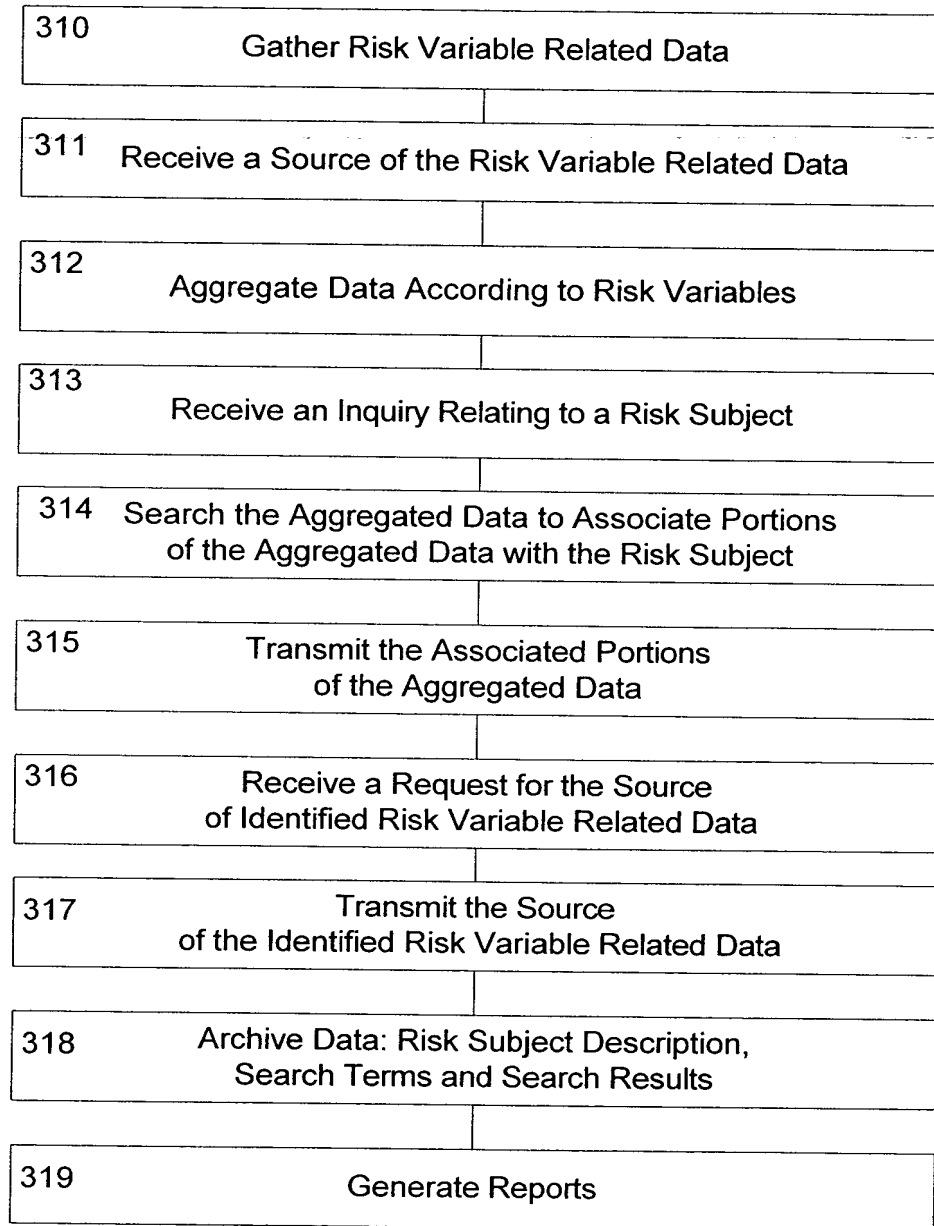 310
Gather Risk Variable Related Data
311
Receive a Source of the Risk Variable Related Data
312
Aggregate Data According to Risk Variables
313
Receive an Inquiry Relating to a Risk Subject
314
Search the Aggregated Data to Associate Portions
of the Aggregated Data with the Risk Subject
315
Transmit the Associated Portions
of the Aggregated Data
316
Receive a Request for the Source
of Identified Risk Variable Related Data
317
Transmit the Source
of the Identified Risk Variable Related Data
318
Archive Data: Risk Subject Description,
Search Terms and Search Results
319
Generate Reports